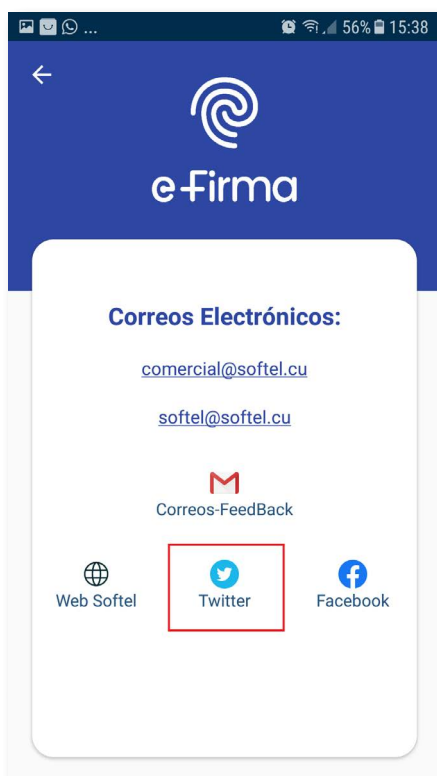 ... 56% 15:38
e-Firma
Correos Electrónicos:
comercial@softel.cu
softel@softel.cu
Correos-FeedBack
Web Softel Twitter Facebook